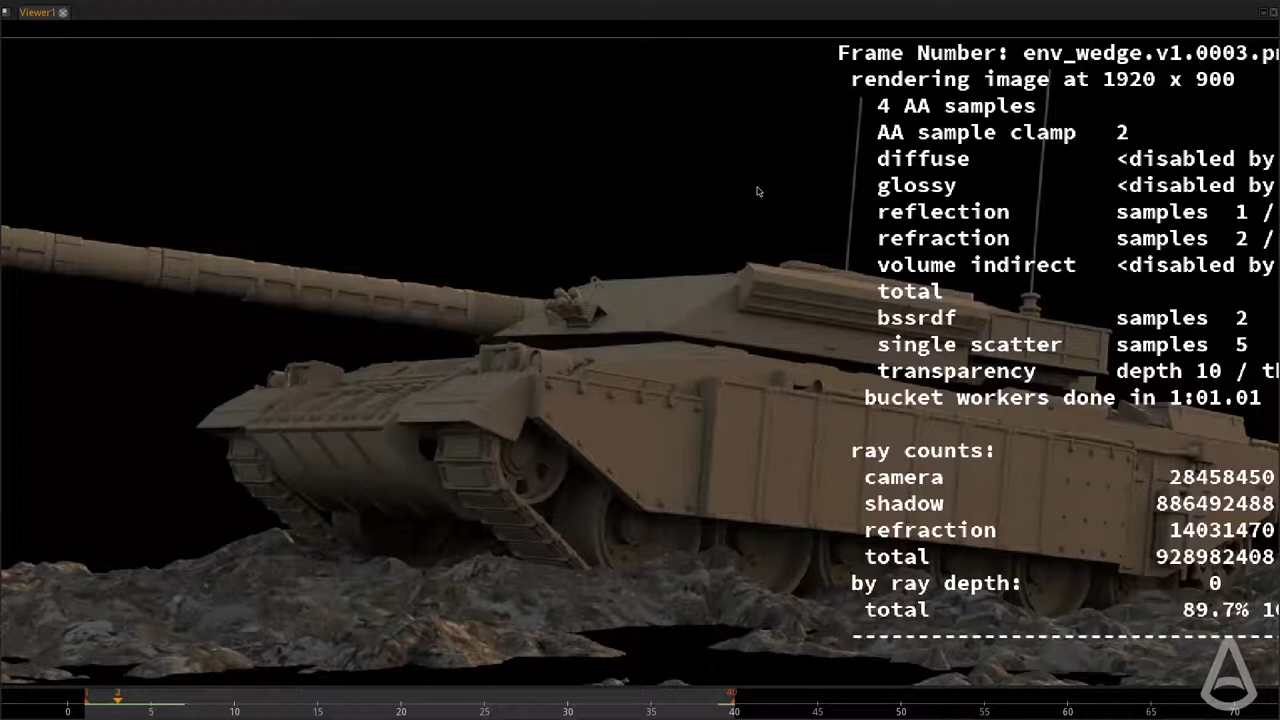 Viewer1
Frame Number: env_wedge.v1.0003.p
rendering image at 1920 x 900
4 AA samples
AA sample clamp 2
diffuse <disabled by
glossy <disabled by
reflection samples 1 /
refraction samples 2 /
volume indirect <disabled by
total
bssrdf samples 2
single scatter samples 5
transparency depth 10 / t
bucket workers done in 1:01.01
ray counts:
camera 28458450
shadow 886492488
refraction 14031470
total 928982408
by ray depth: 0
total 89.7% 1
--------------------------------
1 3 40
0 5 10 15 20 25 30 35 40 45 50 55 60 65 70